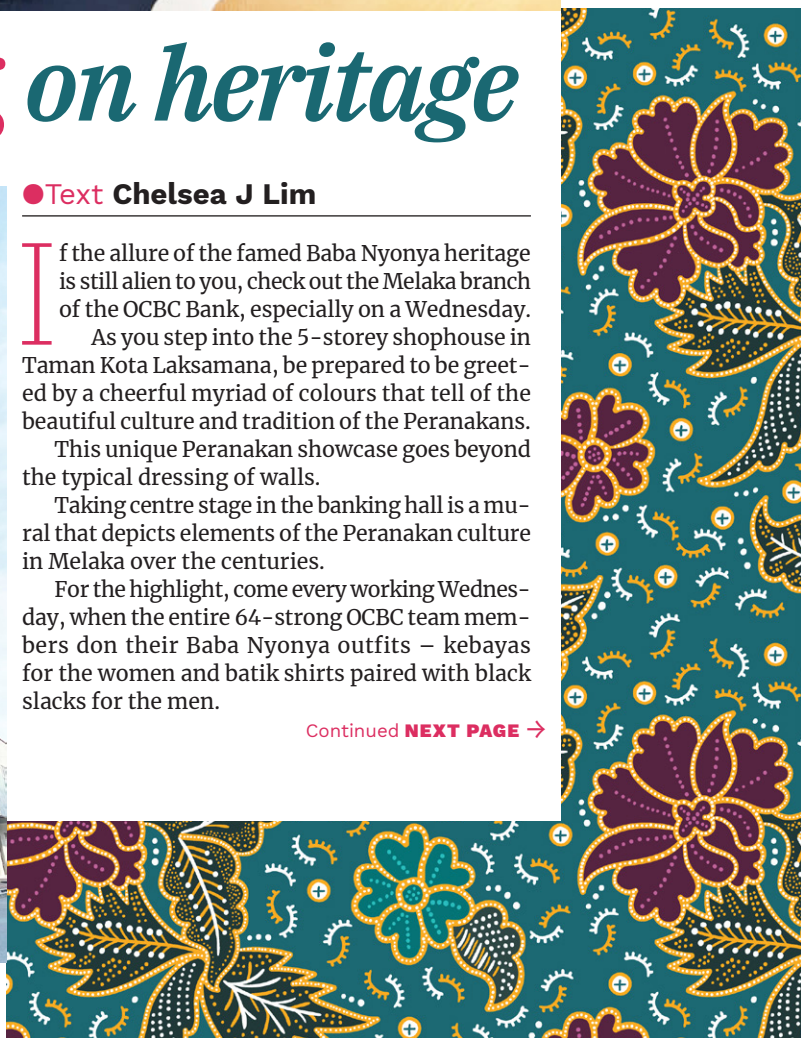 on heritage
Text Chelsea J Lim
If the allure of the famed Baba Nyonya heritage
is still alien to you, check out the Melaka branch
of the OCBC Bank, especially on a Wednesday.
As you step into the 5-storey shophouse in
Taman Kota Laksamana, be prepared to be greet-
ed by a cheerful myriad of colours that tell of the
beautiful culture and tradition of the Peranakans.
This unique Peranakan showcase goes beyond
the typical dressing of walls.
Taking centre stage in the banking hall is a mu-
ral that depicts elements of the Peranakan culture
in Melaka over the centuries.
For the highlight, come every working Wednes-
day, when the entire 64-strong OCBC team mem-
bers don their Baba Nyonya outfits – kebayas
for the women and batik shirts paired with black
slacks for the men.
Continued NEXT PAGE →